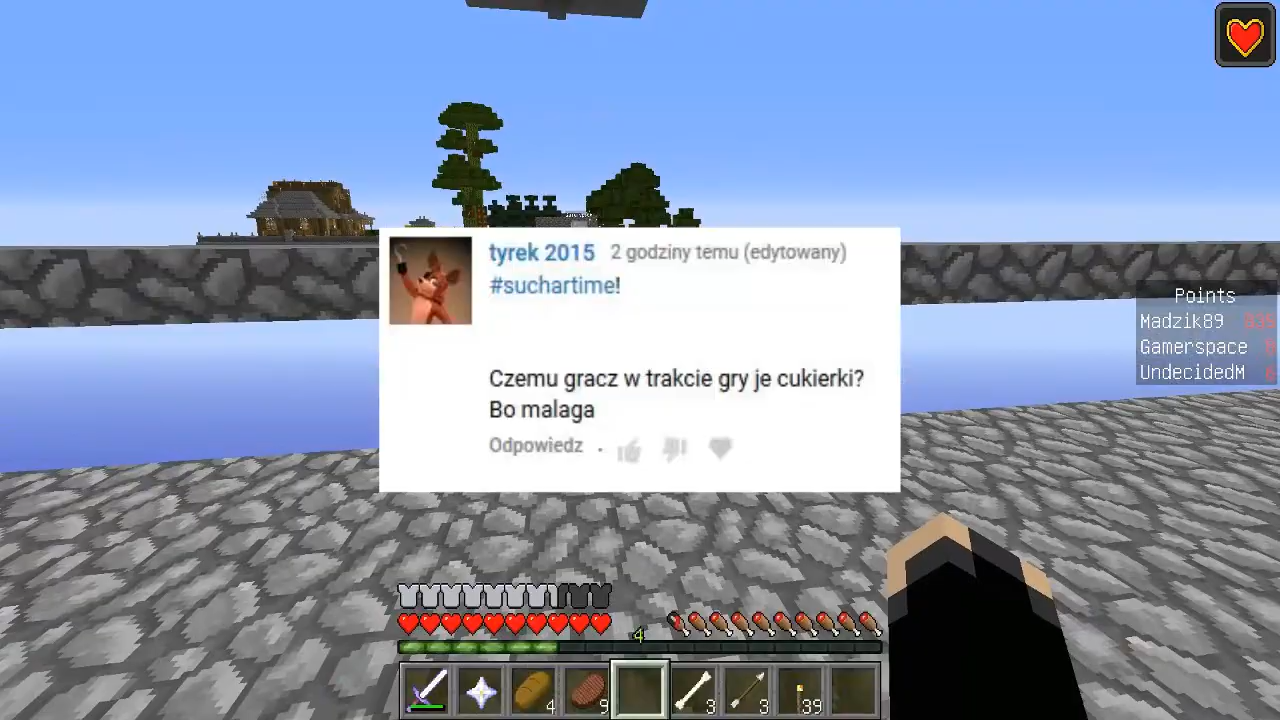 tyrek 2015 2 godziny temu (edytowany)
#suchartime!
Czemu gracz w trakcie gry je cukierki?
Bo malaga
Odpowiedz .
Points
Madzik89
Gamerspace
UndecidedM
4
4 9 3 3 39